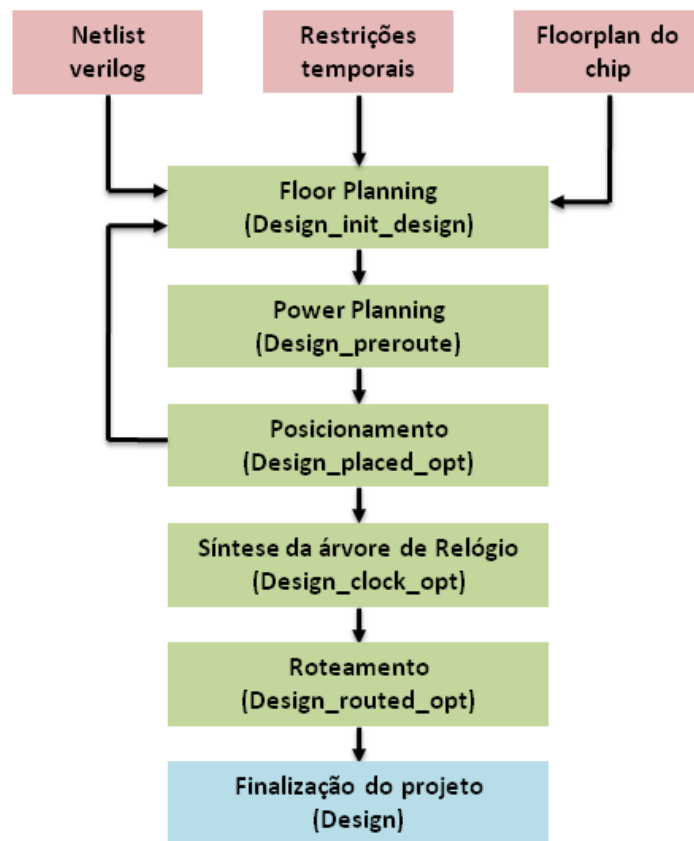 Netlist
verilog
Restrições
temporais
Floorplan do
chip
Floor Planning
(Design_init_design)
Power Planning
(Design_preroute)
Posicionamento
(Design_placed_opt)
Síntese da árvore de Relógio
(Design_clock_opt)
Roteamento
(Design_routed_opt)
Finalização do projeto
(Design)